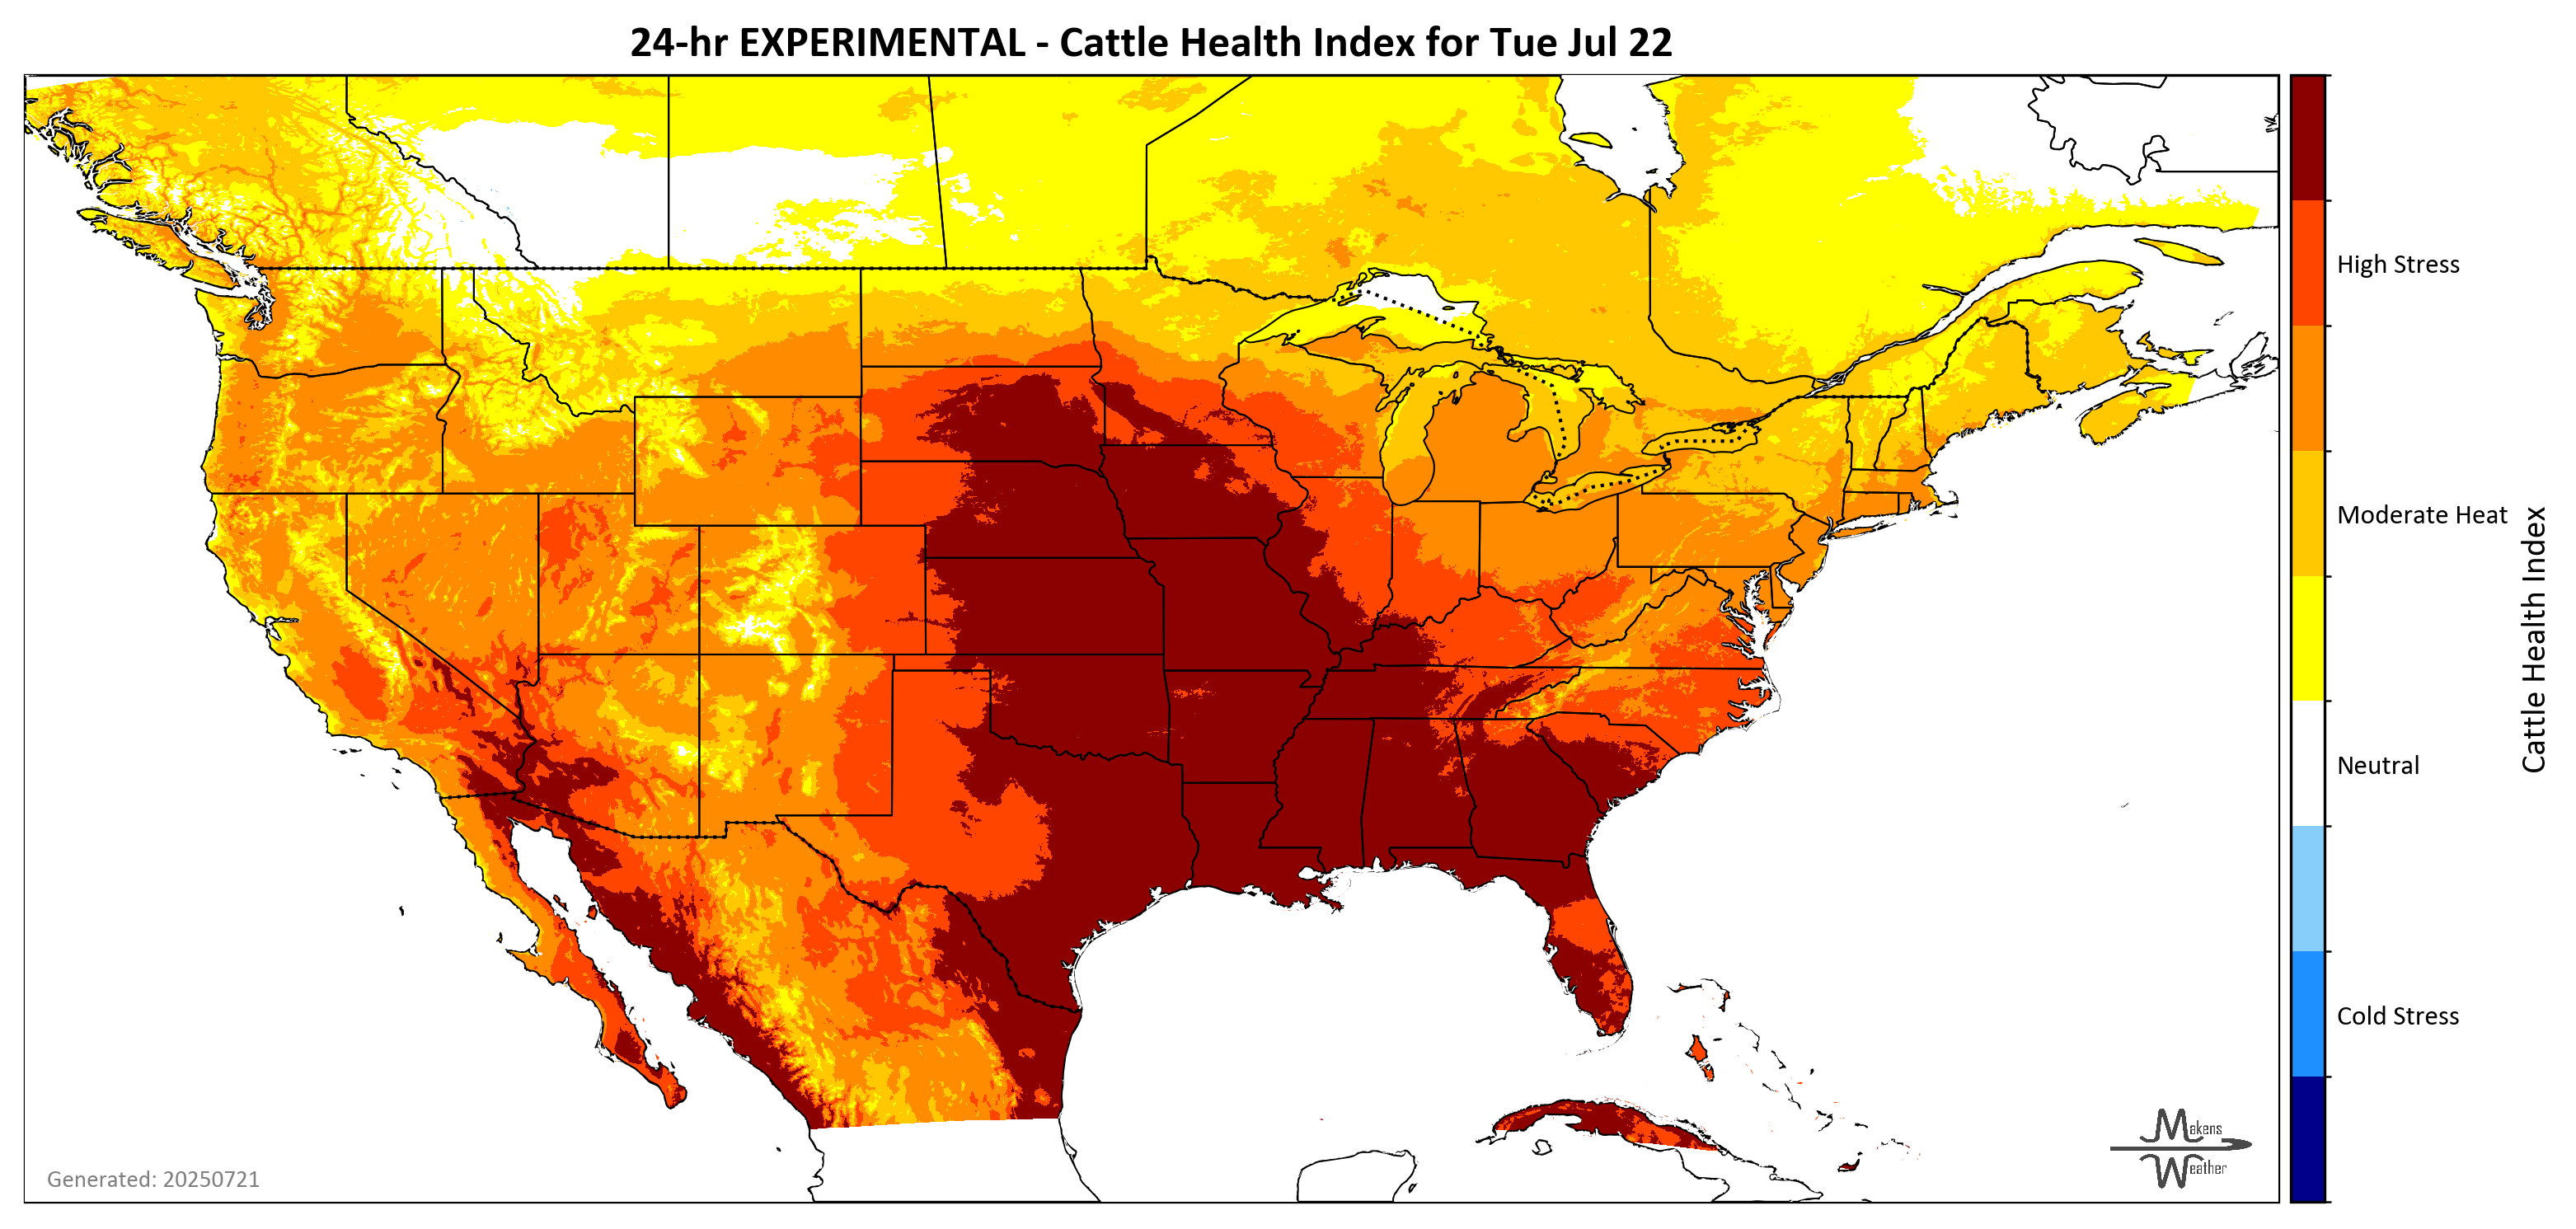 24-hr EXPERIMENTAL - Cattle Health Index for Tue Jul 22
High Stress
Moderate Heat
Neutral
Cold Stress
Cattle Health Index
Makens
Weather
Generated: 20250721